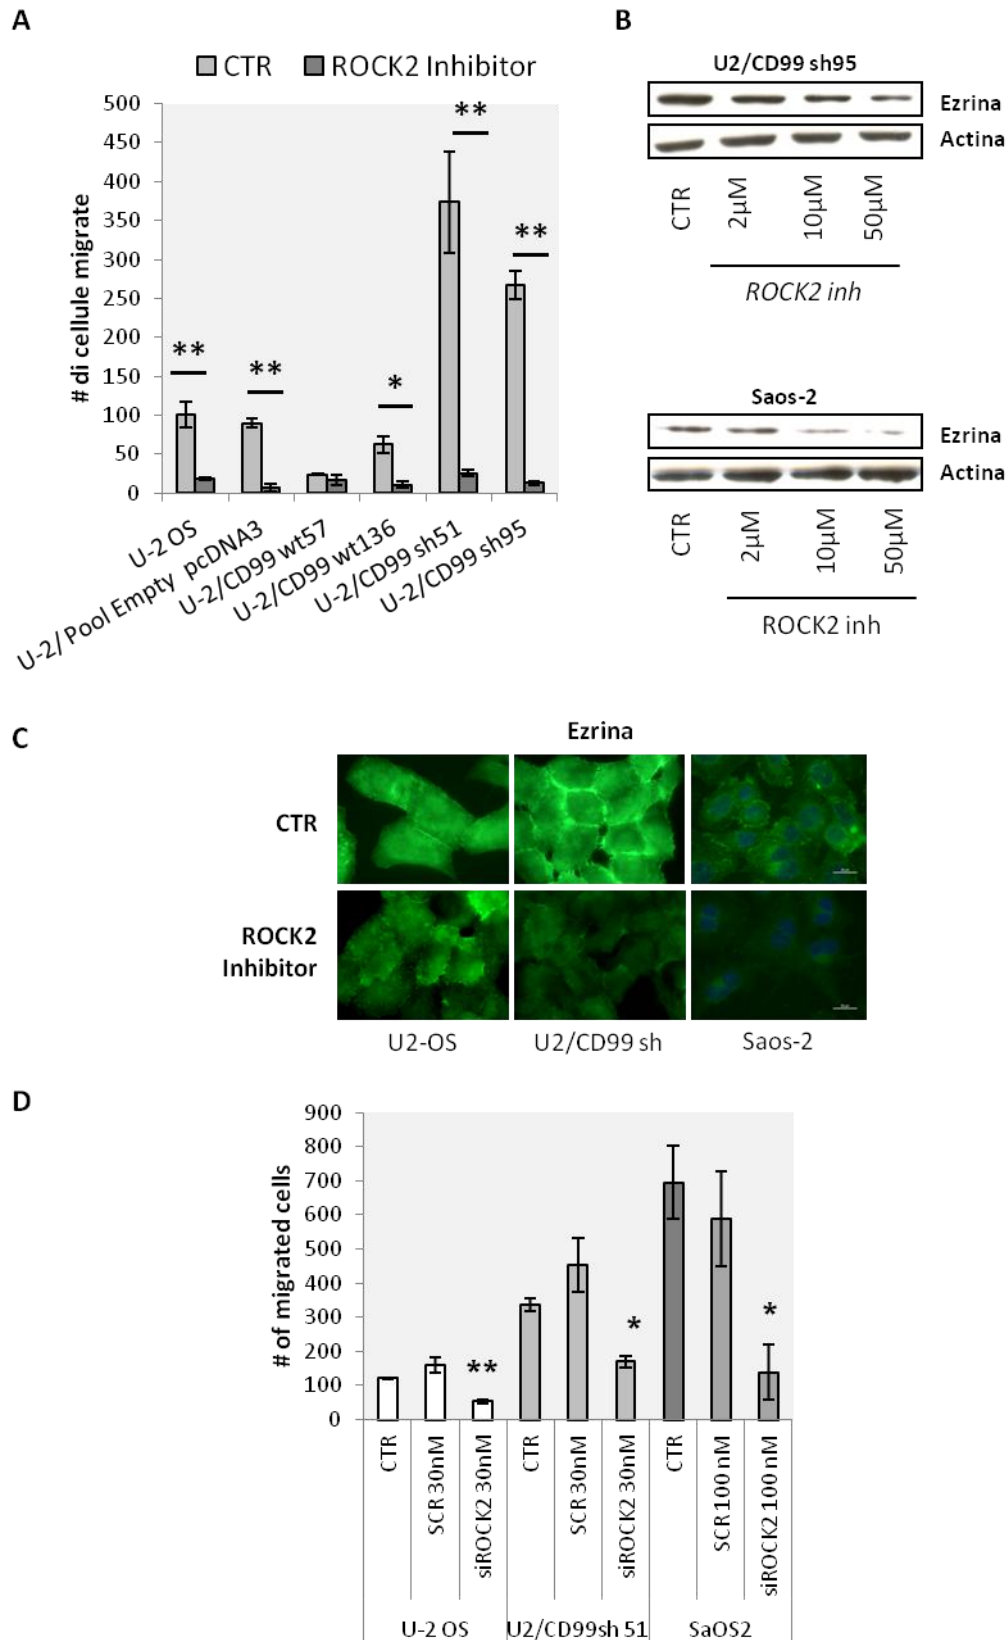 A
CTR ROCK2 Inhibitor
500
450
400
350
300
250
200
150
100
50
0
# di cellule migrate
**
**
*
**
**
U-2 OS
U-2/ Pool Empty pcDNA3
U-2/CD99 wt57
U-2/CD99 wt136
U-2/CD99 sh51
U-2/CD99 sh95
B
U2/CD99 sh95
Ezrina
Actina
CTR 2µM 10µM 50µM
ROCK2 inh
Saos-2
Ezrina
Actina
CTR 2µM 10µM 50µM
ROCK2 inh
C
Ezrina
CTR
ROCK2
Inhibitor
U2-OS U2/CD99 sh Saos-2
D
900
800
700
600
500
400
300
200
100
0
# of migrated cells
**
*
*
CTR
SCR 30nM
siROCK2 30nM
CTR
SCR 30nM
siROCK2 30nM
CTR
SCR 100 nM
siROCK2 100 nM
U-2 OS U2/CD99sh 51 SaOS2